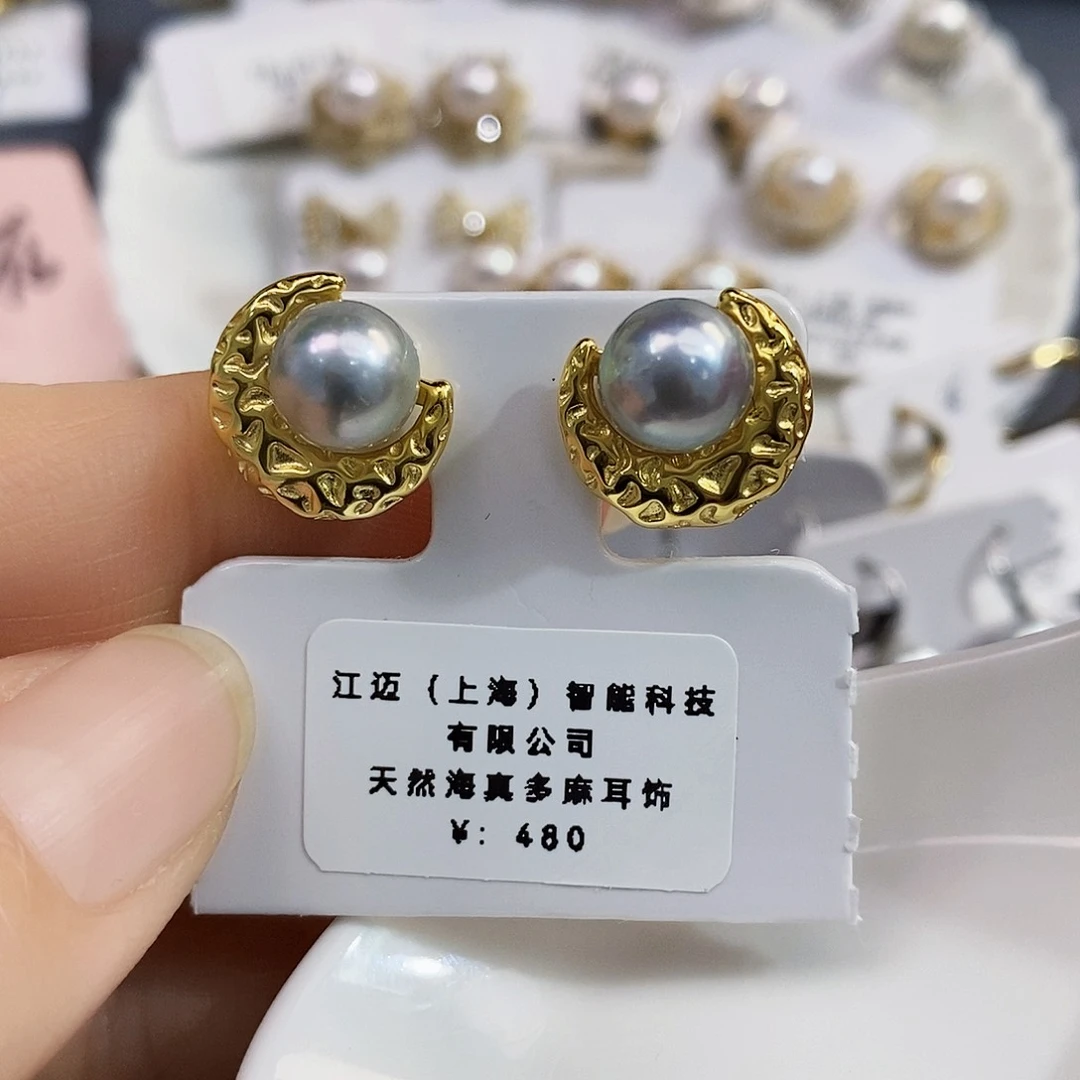 江迈（上海）智能科技
有限公司
天然海真多麻耳饰
¥: 480